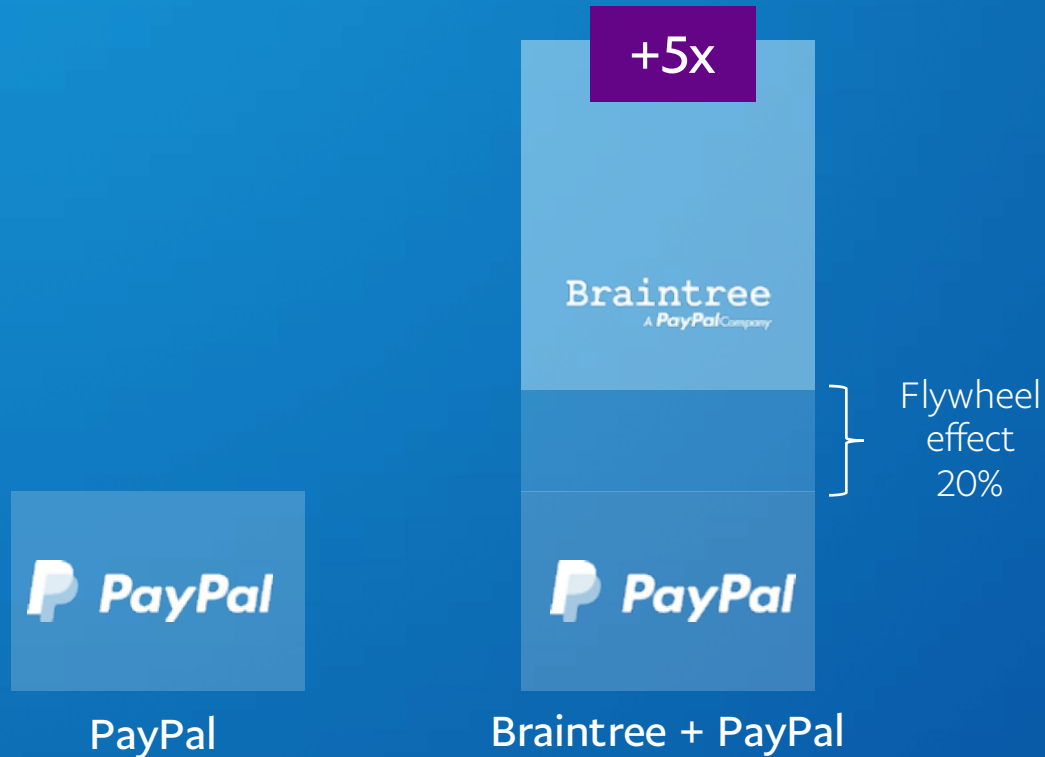 +5x
Braintree
A PayPal Company
Flywheel
effect
20%
PayPal
PayPal
PayPal
Braintree + PayPal